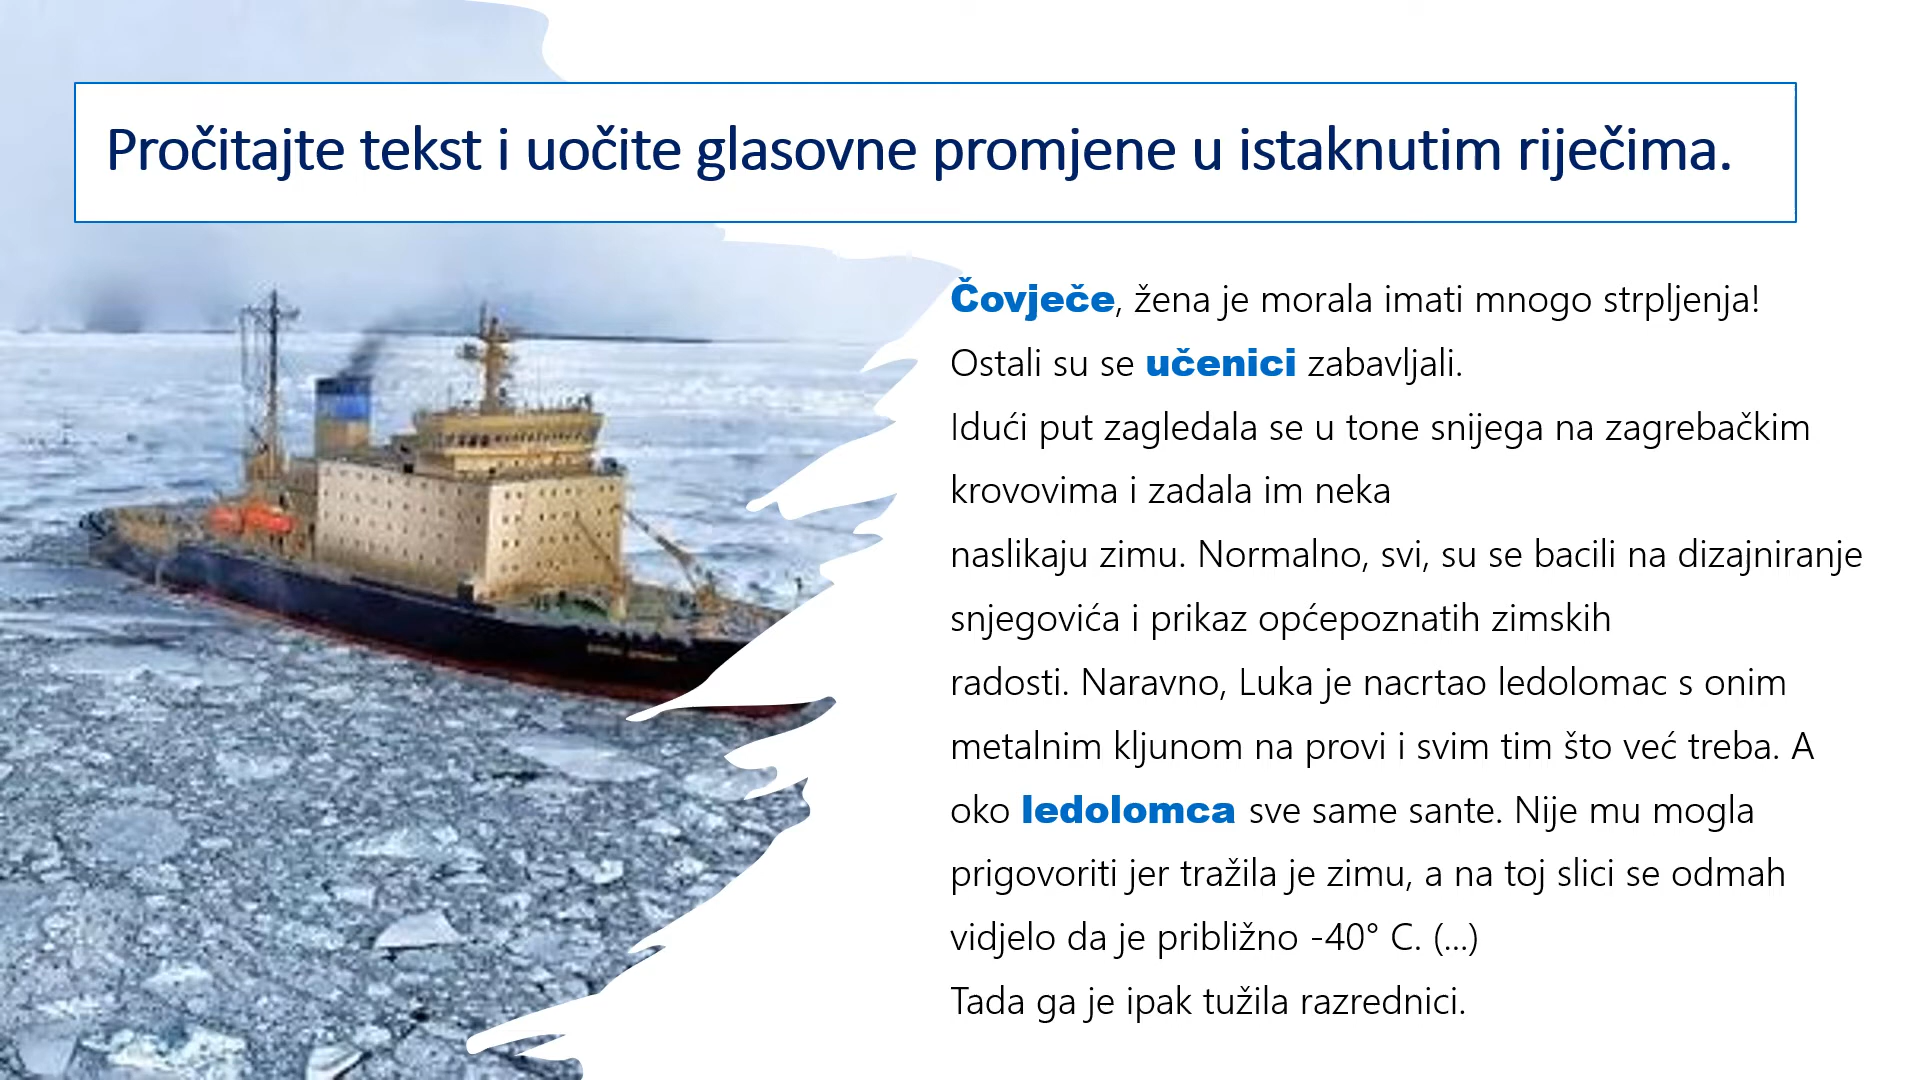 Pročitajte tekst i uočite glasovne promjene u istaknutim riječima.
Čovječe, žena je morala imati mnogo strpljenja!
Ostali su se učenici zabavljali.
Idući put zagledala se u tone snijega na zagrebačkim
krovovima i zadala im neka
naslikaju zimu. Normalno, svi, su se bacili na dizajniranje
snjegovića i prikaz općepoznatih zimskih
radosti. Naravno, Luka je nacrtao ledolomac s onim
metalnim kljunom na provi i svim tim što već treba. A
oko ledolomca sve same sante. Nije mu mogla
prigovoriti jer tražila je zimu, a na toj slici se odmah
vidjelo da je približno -40° C. (...)
Tada ga je ipak tužila razrednici.